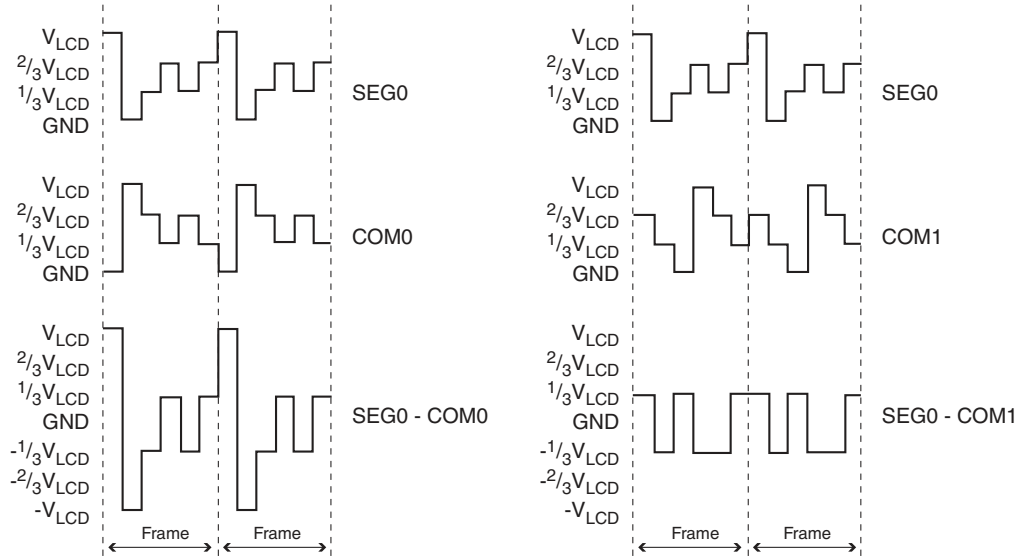 V_LCD
2/3V_LCD
1/3V_LCD
GND
SEG0
V_LCD
2/3V_LCD
1/3V_LCD
GND
COM0
V_LCD
2/3V_LCD
1/3V_LCD
GND
-1/3V_LCD
-2/3V_LCD
-V_LCD
SEG0 - COM0
Frame
Frame
V_LCD
2/3V_LCD
1/3V_LCD
GND
SEG0
V_LCD
2/3V_LCD
1/3V_LCD
GND
COM1
V_LCD
2/3V_LCD
1/3V_LCD
GND
-1/3V_LCD
-2/3V_LCD
-V_LCD
SEG0 - COM1
Frame
Frame